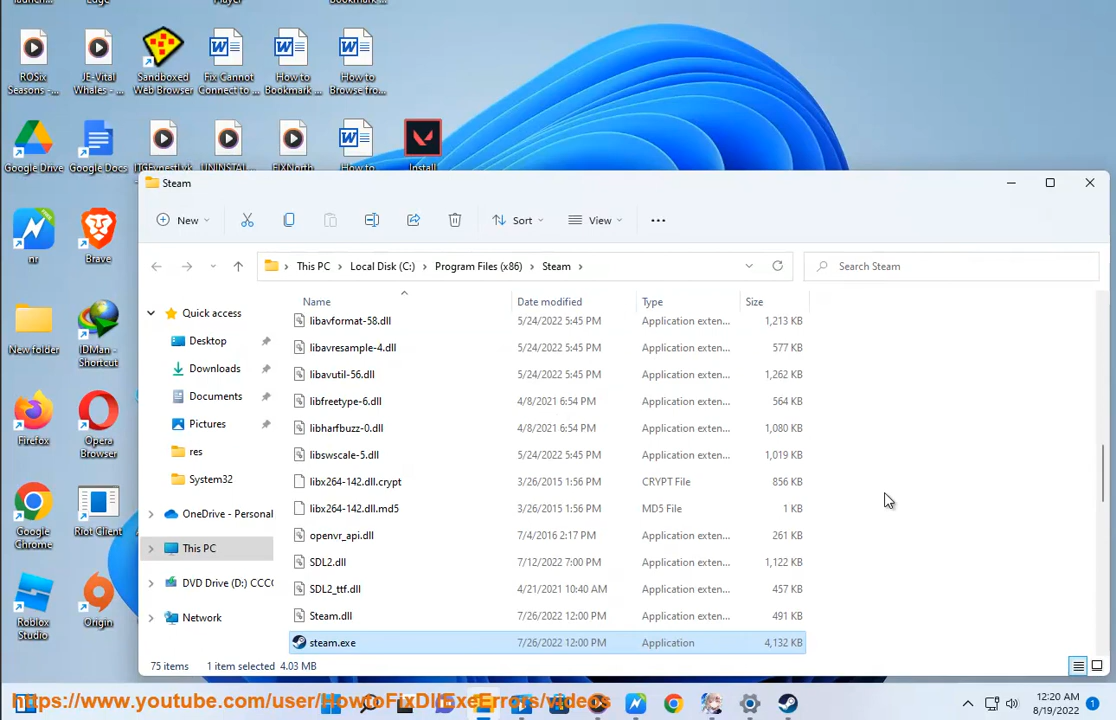 Edge
Player
Bookmark ...
ROSix
Seasons -...
JE-Vital
Whales - ...
Sandboxed
Web Browser
Fix Cannot
Connect to ...
How to
Bookmark ...
How to
Browse fro...
Google Drive
Google Docs
UNINSTAL...
FIXNorth
How to
Install
nr
Brave
New folder
IDMan -
Shortcut
Firefox
Opera
Browser
Google
Chrome
Riot Client
Roblox
Studio
Origin
Steam
New
Sort
View
This PC > Local Disk (C:) > Program Files (x86) > Steam >
Search Steam
Quick access
Desktop
Downloads
Documents
Pictures
res
System32
OneDrive - Personal
This PC
DVD Drive (D:) CCC
Network
Name Date modified Type Size
libavformat-58.dll 5/24/2022 5:45 PM Application exten... 1,213 KB
libavresample-4.dll 5/24/2022 5:45 PM Application exten... 577 KB
libavutil-56.dll 5/24/2022 5:45 PM Application exten... 1,262 KB
libfreetype-6.dll 4/8/2021 6:54 PM Application exten... 564 KB
libharfbuzz-0.dll 4/8/2021 6:54 PM Application exten... 1,080 KB
libswscale-5.dll 5/24/2022 5:45 PM Application exten... 1,019 KB
libx264-142.dll.crypt 3/26/2015 1:56 PM CRYPT File 856 KB
libx264-142.dll.md5 3/26/2015 1:56 PM MD5 File 1 KB
openvr_api.dll 7/4/2016 2:17 PM Application exten... 261 KB
SDL2.dll 7/12/2022 7:00 PM Application exten... 1,122 KB
SDL2_ttf.dll 4/21/2021 10:40 AM Application exten... 457 KB
Steam.dll 7/26/2022 12:00 PM Application exten... 491 KB
steam.exe 7/26/2022 12:00 PM Application 4,132 KB
75 items 1 item selected 4.03 MB
https://www.youtube.com/user/HowtoFixDllExeErrors/videos
12:20 AM
8/19/2022
1